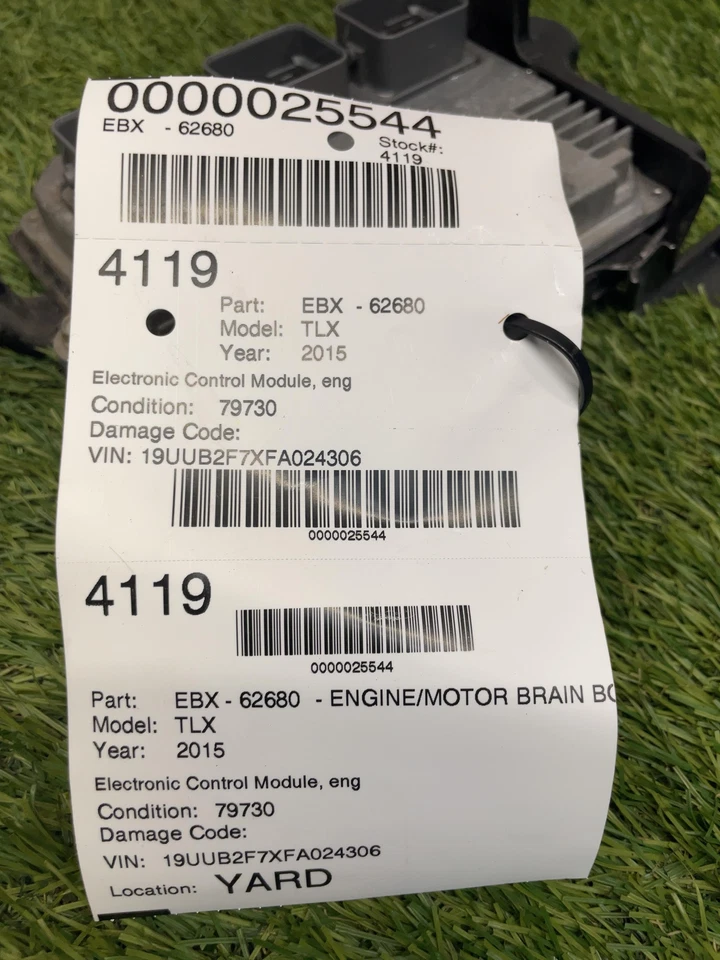 0000025544
EBX - 62680
Stock#:
4119
4119
Part: EBX - 62680
Model: TLX
Year: 2015
Electronic Control Module, eng
Condition: 79730
Damage Code:
VIN: 19UUB2F7XFA024306
0000025544
4119
0000025544
Part: EBX - 62680 - ENGINE/MOTOR BRAIN BO
Model: TLX
Year: 2015
Electronic Control Module, eng
Condition: 79730
Damage Code:
VIN: 19UUB2F7XFA024306
Location: YARD